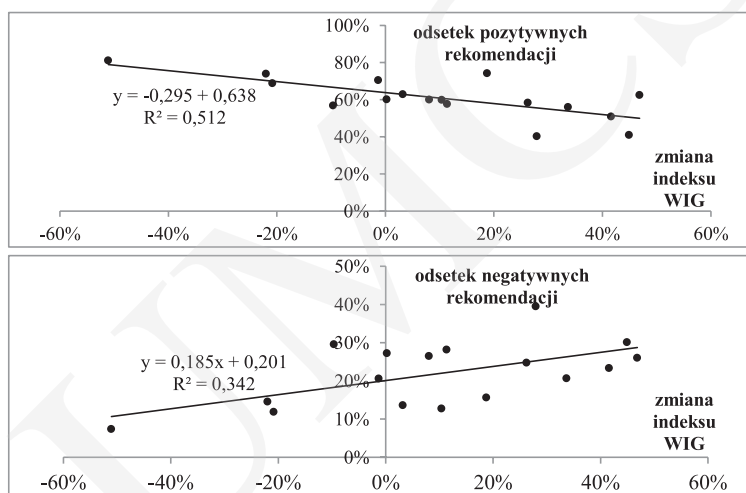 100%
odsetek pozytywnych
rekomendacji
80%
y = -0,295 + 0,638
R² = 0,512
60%
40%
zmiana
indeksu
WIG
20%
0%
-60% -40% -20% 0% 20% 40% 60%
50%
odsetek negatywnych
rekomendacji
40%
30%
y = 0,185x + 0,201
R² = 0,342
20%
10%
zmiana
indeksu
WIG
0%
-60% -40% -20% 0% 20% 40% 60%
UMCS